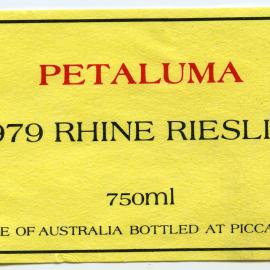 PETALUMA
979 RHINE RIESLI
750ml
E OF AUSTRALIA BOTTLED AT PICCA